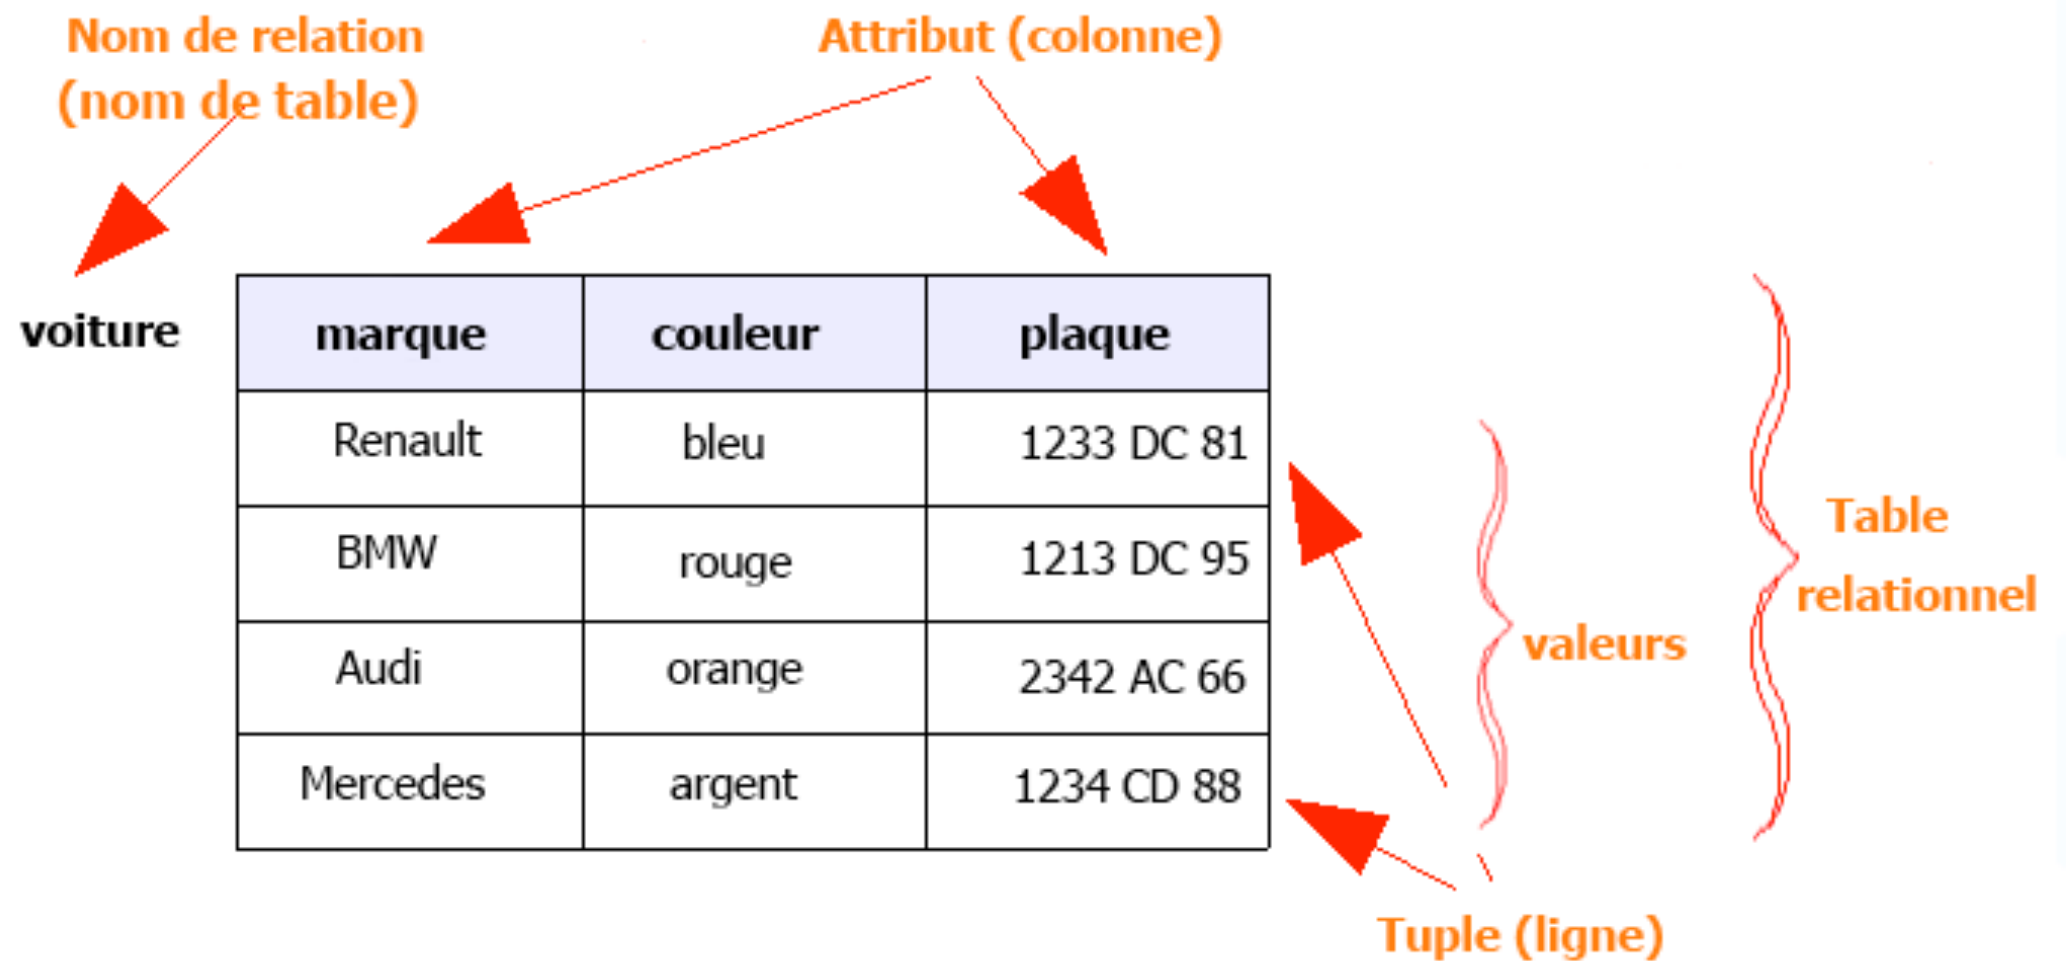 Nom de relation
(nom de table)
Attribut (colonne)
voiture
marque couleur plaque
Renault bleu 1233 DC 81
BMW rouge 1213 DC 95
Audi orange 2342 AC 66
Mercedes argent 1234 CD 88
valeurs
Table
relationnel
Tuple (ligne)